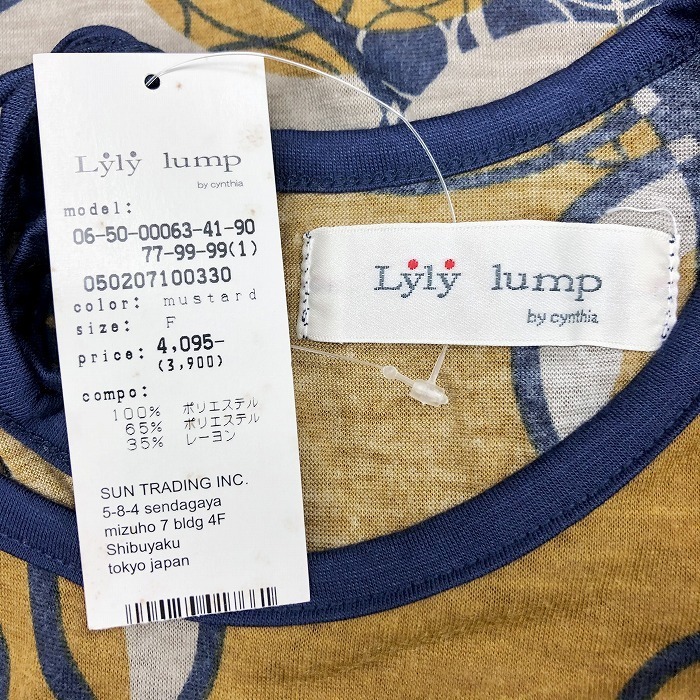 Lyly lump
by cynthia
model:
06-50-00063-41-90
77-99-99(1)
050207100330
color: mustard
size: F
price: 4,095-
(3,900)
compo:
100% ポリエステル
65% ポリエステル
35% レーヨン
SUN TRADING INC.
5-8-4 sendagaya
mizuho 7 bldg 4F
Shibuyaku
tokyo japan
Lyly lump
by cynthia